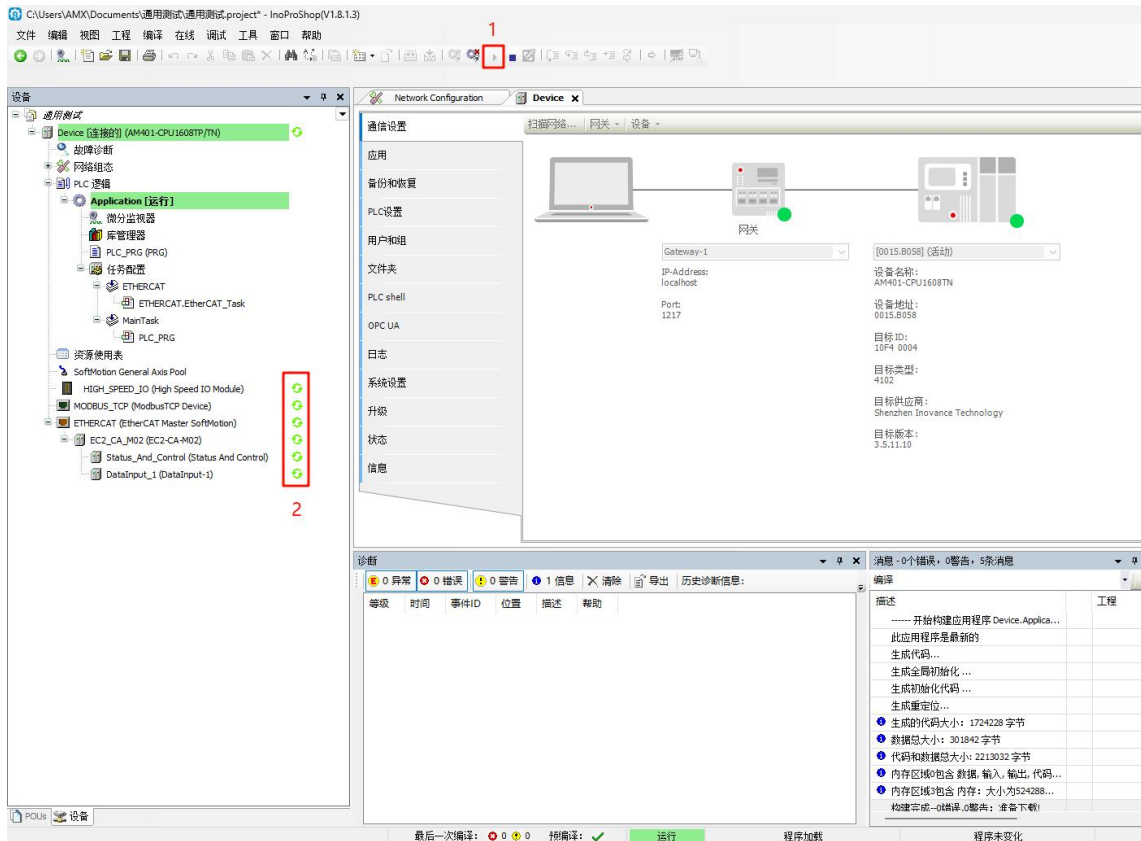 C:\Users\AMX\Documents\通用测试\通用测试.project* - InoProShop(V1.8.1.3)
文件 编辑 视图 工程 编译 在线 调试 工具 窗口 帮助
1
设备
Network Configuration
Device
通用测试
Device [连接的] (AM401-CPU1608TP/TN)
故障诊断
网络组态
PLC 逻辑
Application [运行]
微分监视器
库管理器
PLC_PRG (PRG)
任务配置
ETHERCAT
ETHERCAT.EtherCAT_Task
MainTask
PLC_PRG
资源使用表
SoftMotion General Axis Pool
HIGH_SPEED_IO (High Speed IO Module)
MODBUS_TCP (ModbusTCP Device)
ETHERCAT (EtherCAT Master SoftMotion)
EC2_CA_M02 (EC2-CA-M02)
Status_And_Control (Status And Control)
DataInput_1 (DataInput-1)
2
POUs 设备
通信设置
应用
备份和恢复
PLC设置
用户和组
文件夹
PLC shell
OPC UA
日志
系统设置
升级
状态
信息
扫描网络... 网关 设备
网关
Gateway-1
IP-Address:
localhost
Port:
1217
[0015.B058] (活动)
设备名称:
AM401-CPU1608TN
设备地址:
0015.B058
目标ID:
10F4 0004
目标类型:
4102
目标供应商:
Shenzhen Inovance Technology
目标版本:
3.5.11.10
诊断
0 异常 0 错误 0 警告 1 信息 清除 导出 历史诊断信息:
等级 时间 事件ID 位置 描述 帮助
消息 - 0个错误，0警告，5条消息
编译
描述 工程
------ 开始构建应用程序 Device.Applica...
此应用程序是最新的
生成代码...
生成全局初始化 ...
生成初始化代码 ...
生成重定位...
生成的代码大小: 1724228 字节
数据总大小: 301842 字节
代码和数据总大小: 2213032 字节
内存区域0包含 数据, 输入, 输出, 代码...
内存区域3包含 内存: 大小为524288...
构建完成--0错误,0警告: 准备下载!
最后一次编译: 0 0 预编译: 运行 程序加载 程序未变化